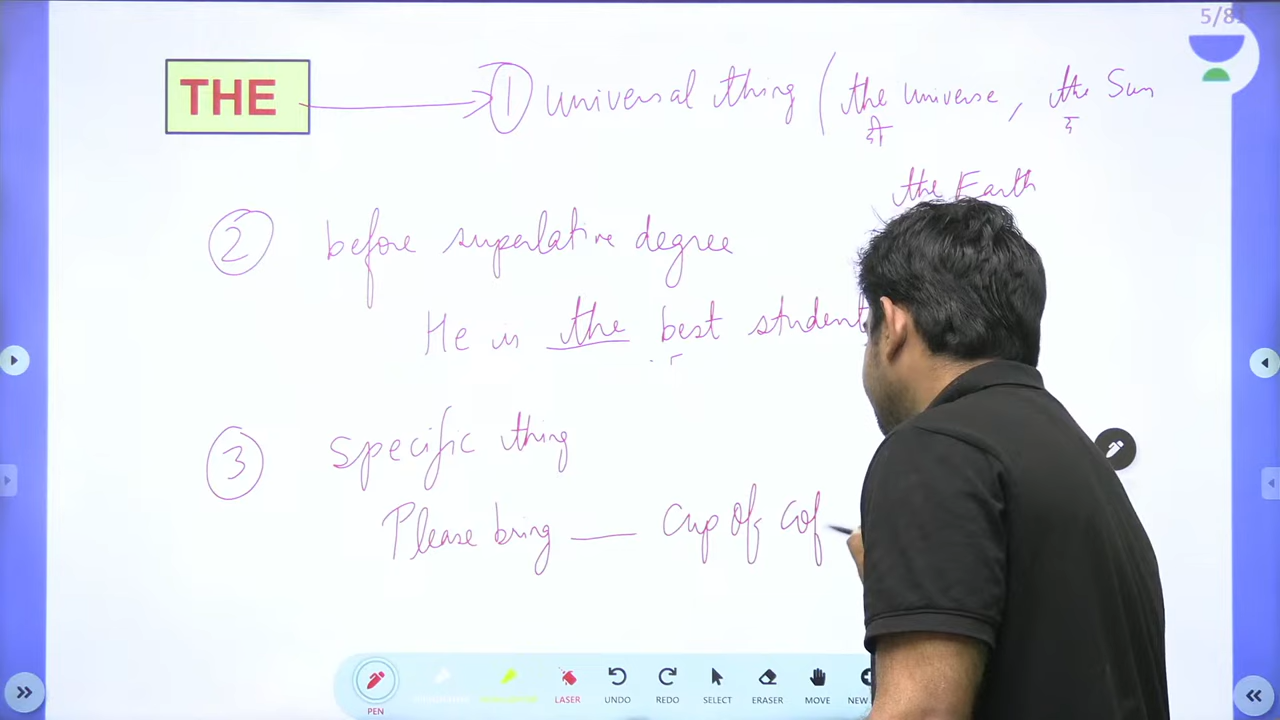 5/81
THE ① Universal thing (the Universe, the Sun
the Earth
② before superlative degree
He is the best student
③ Specific thing
Please bring __ Cup Of Cof
PEN LASER UNDO REDO SELECT ERASER MOVE NEW